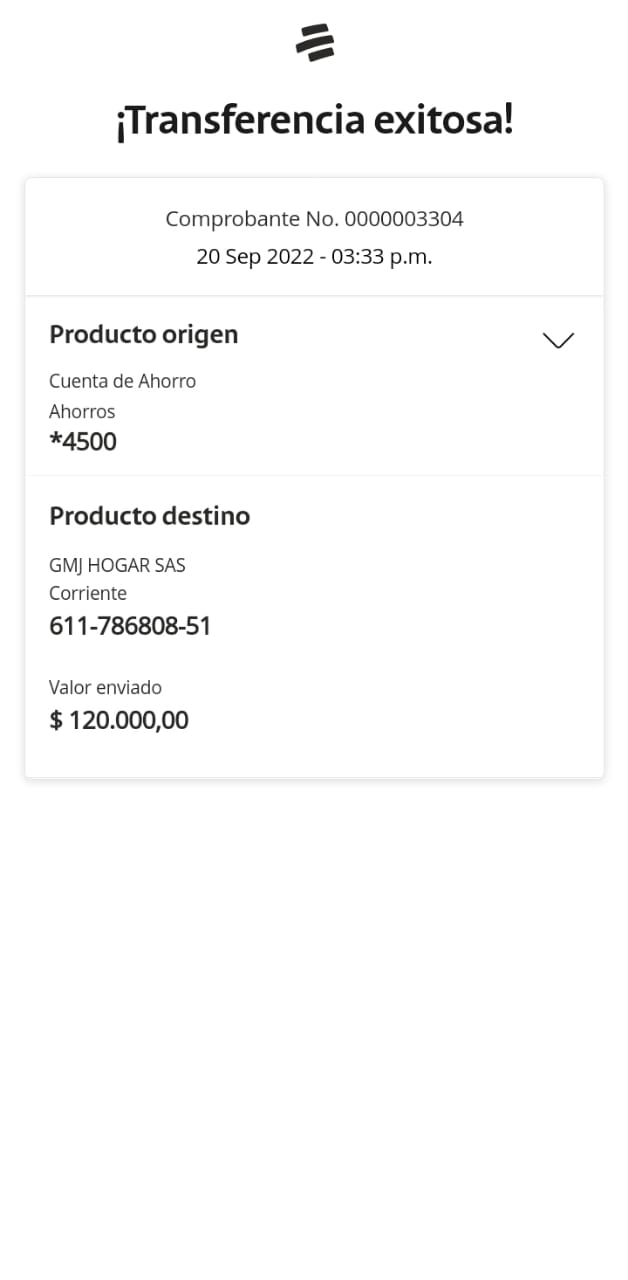 ¡Transferencia exitosa!
Comprobante No. 0000003304
20 Sep 2022 - 03:33 p.m.
Producto origen
Cuenta de Ahorro
Ahorros
*4500
Producto destino
GMJ HOGAR SAS
Corriente
611-786808-51
Valor enviado
$ 120.000,00